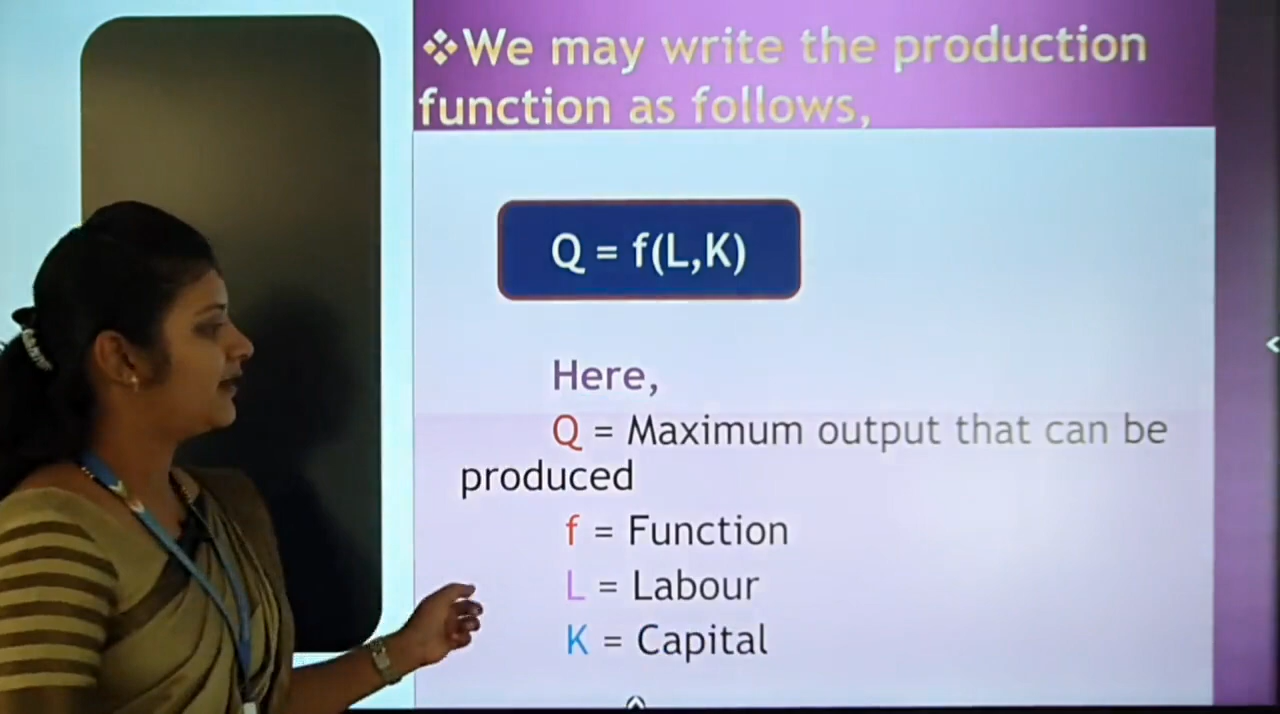 ❖We may write the production
function as follows,
Q = f(L,K)
Here,
Q = Maximum output that can be
produced
f = Function
L = Labour
K = Capital